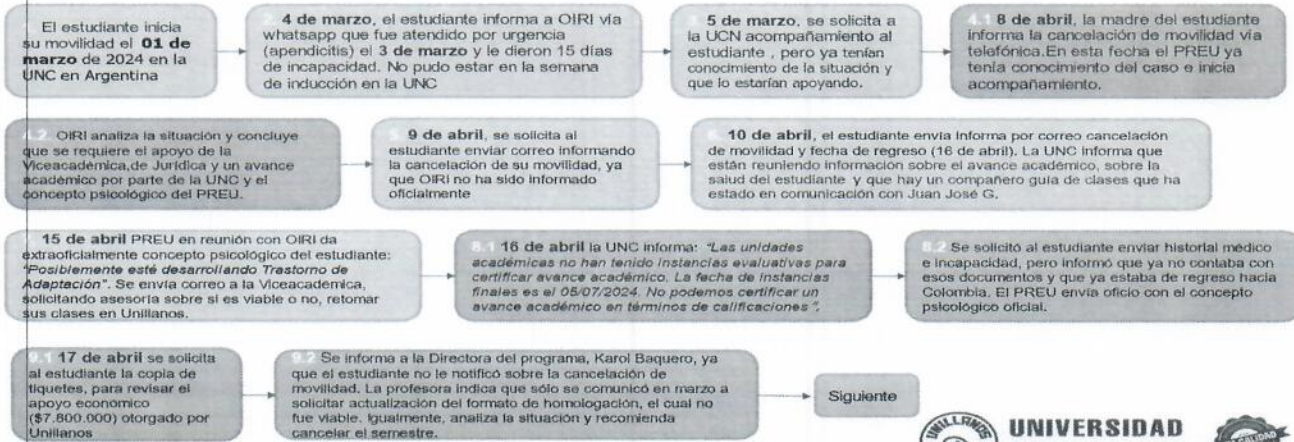 El estudiante inicia
su movilidad el 01 de
marzo de 2024 en la
UNC en Argentina
4 de marzo, el estudiante informa a OIRI vía
whatsapp que fue atendido por urgencia
(apendicitis) el 3 de marzo y le dieron 15 días
de incapacidad. No pudo estar en la semana
de inducción en la UNC
5 de marzo, se solicita a
la UCN acompañamiento al
estudiante , pero ya tenían
conocimiento de la situación y
que lo estarían apoyando.
4.1 8 de abril, la madre del estudiante
informa la cancelación de movilidad vía
telefónica.En esta fecha el PREU ya
tenía conocimiento del caso e inicia
acompañamiento.
4.2. OIRI analiza la situación y concluye
que se requiere el apoyo de la
Viceacadémica,de Jurídica y un avance
académico por parte de la UNC y el
concepto psicológico del PREU.
9 de abril, se solicita al
estudiante enviar correo informando
la cancelación de su movilidad, ya
que OIRI no ha sido informado
oficialmente
10 de abril, el estudiante envía informa por correo cancelación
de movilidad y fecha de regreso (16 de abril). La UNC informa que
están reuniendo información sobre el avance académico, sobre la
salud del estudiante y que hay un compañero guía de clases que ha
estado en comunicación con Juan José G.
15 de abril PREU en reunión con OIRI da
extraoficialmente concepto psicológico del estudiante:
"Posiblemente esté desarrollando Trastorno de
Adaptación". Se envía correo a la Viceacademica,
solicitando asesoría sobre si es viable o no, retomar
sus clases en Unillanos.
8.1 16 de abril la UNC informa: "Las unidades
académicas no han tenido instancias evaluativas para
certificar avance académico. La fecha de instancias
finales es el 05/07/2024. No podemos certificar un
avance académico en términos de calificaciones ".
8.2 Se solicitó al estudiante enviar historial médico
e incapacidad, pero informó que ya no contaba con
esos documentos y que ya estaba de regreso hacia
Colombia. El PREU envía oficio con el concepto
psicológico oficial.
9.1 17 de abril se solicita
al estudiante la copia de
tiquetes, para revisar el
apoyo económico
($7.800.000) otorgado por
Unillanos
9.2 Se informa a la Directora del programa, Karol Baquero, ya
que el estudiante no le notificó sobre la cancelación de
movilidad. La profesora indica que sólo se comunicó en marzo a
solicitar actualización del formato de homologación, el cual no
fue viable. Igualmente, analiza la situación y recomienda
cancelar el semestre.
Siguiente
UNILLANOS
UNIVERSIDAD
CALIDAD